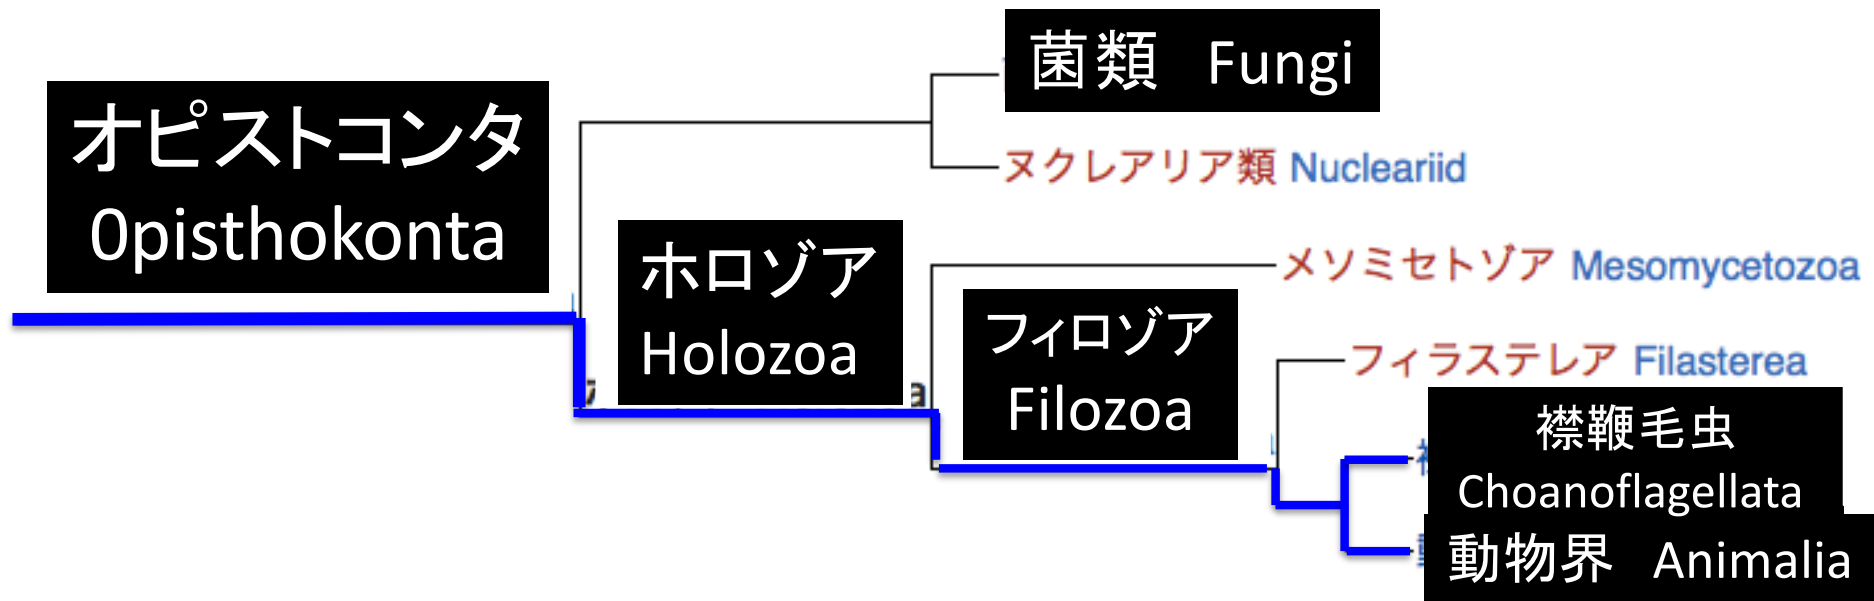 菌類 Fungi
オピストコンタ
Opisthokonta
ヌクレアリア類 Nucleariid
ホロゾア
Holozoa
メソミセトゾア Mesomycetozoa
フィロゾア
Filozoa
フィラステレア Filasterea
a
襟鞭毛虫
Choanoflagellata
動物界 Animalia